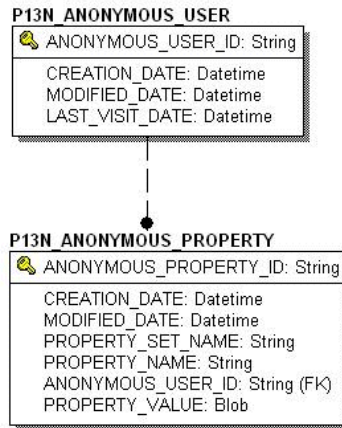 P13N_ANONYMOUS_USER
ANONYMOUS_USER_ID: String
CREATION_DATE: Datetime
MODIFIED_DATE: Datetime
LAST_VISIT_DATE: Datetime
P13N_ANONYMOUS_PROPERTY
ANONYMOUS_PROPERTY_ID: String
CREATION_DATE: Datetime
MODIFIED_DATE: Datetime
PROPERTY_SET_NAME: String
PROPERTY_NAME: String
ANONYMOUS_USER_ID: String (FK)
PROPERTY_VALUE: Blob